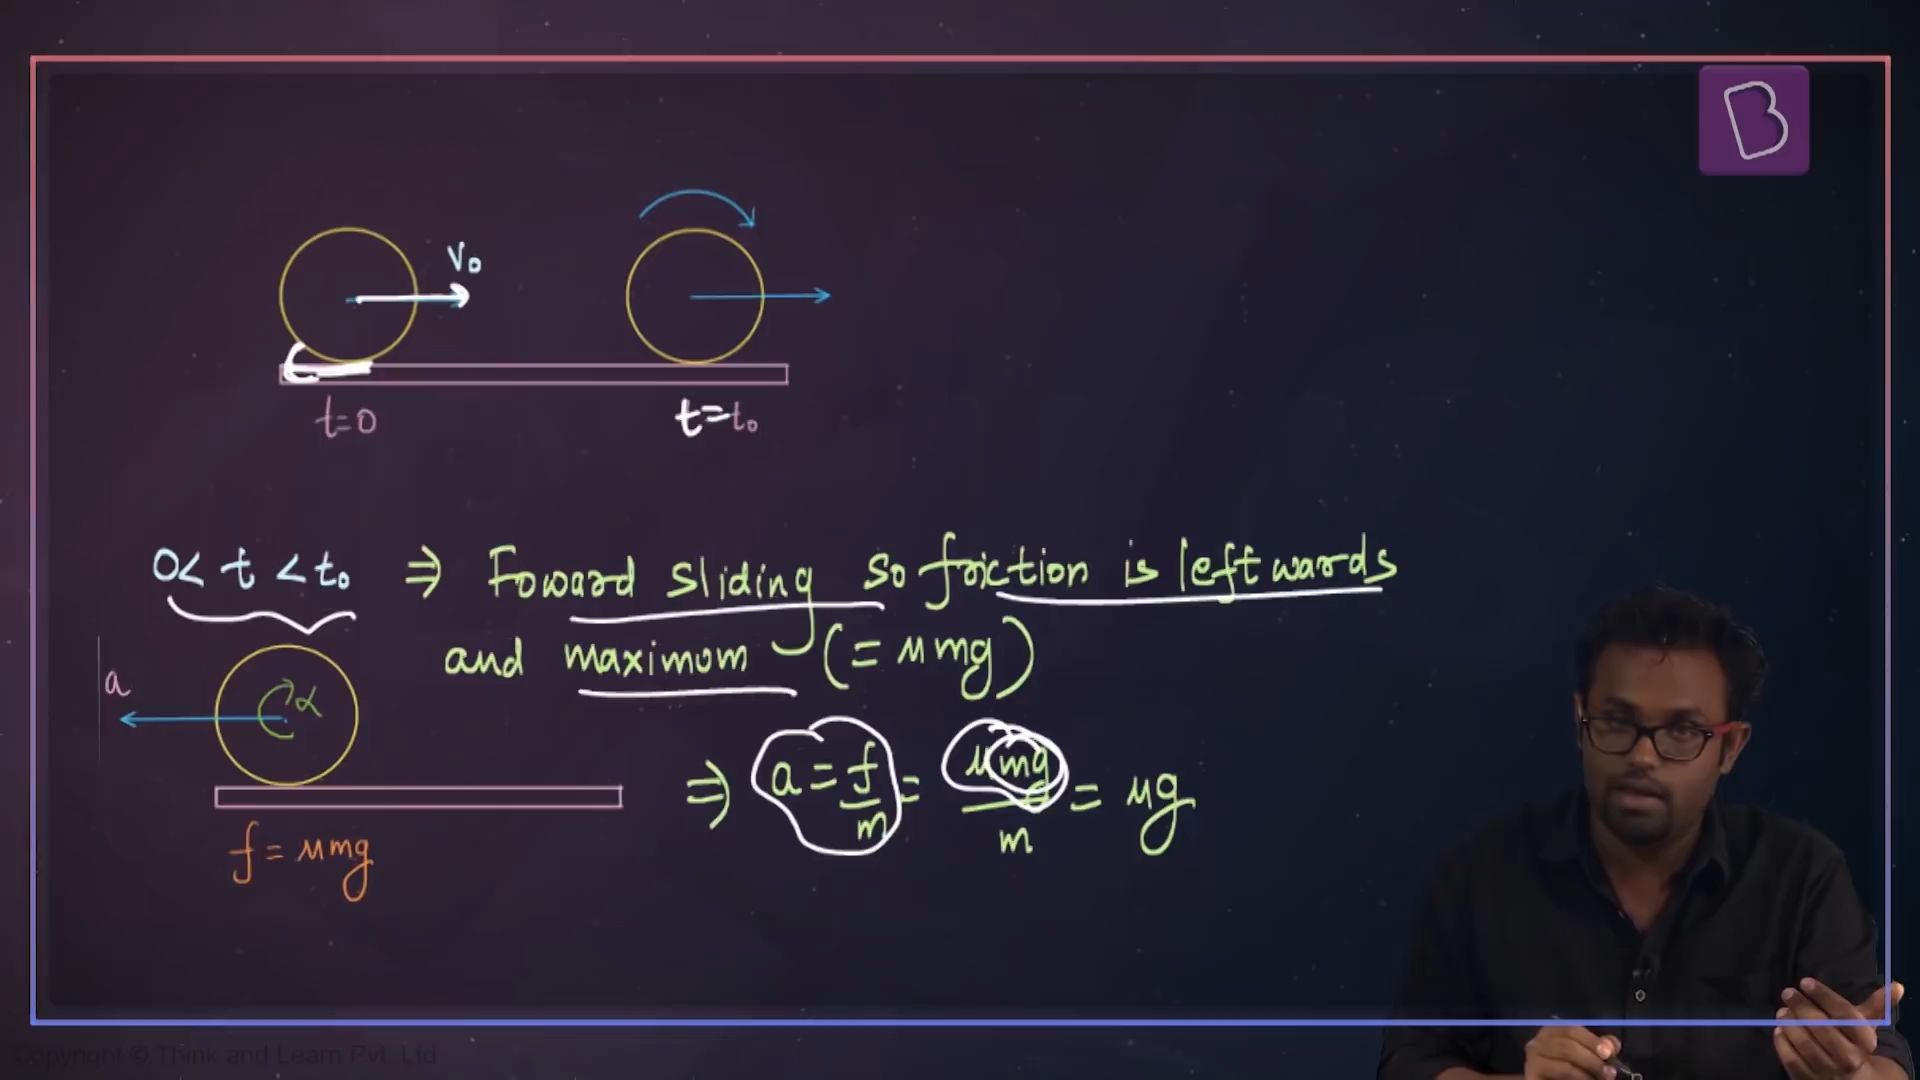 B
V₀
t=0
t=t₀
0< t <t₀ ⇒ Foward sliding so friction is leftwards
and maximum (= μmg)
a
α
⇒ a = f/m = μmg/m = μg
f = μmg
Copyright © Think and Learn Pvt. Ltd